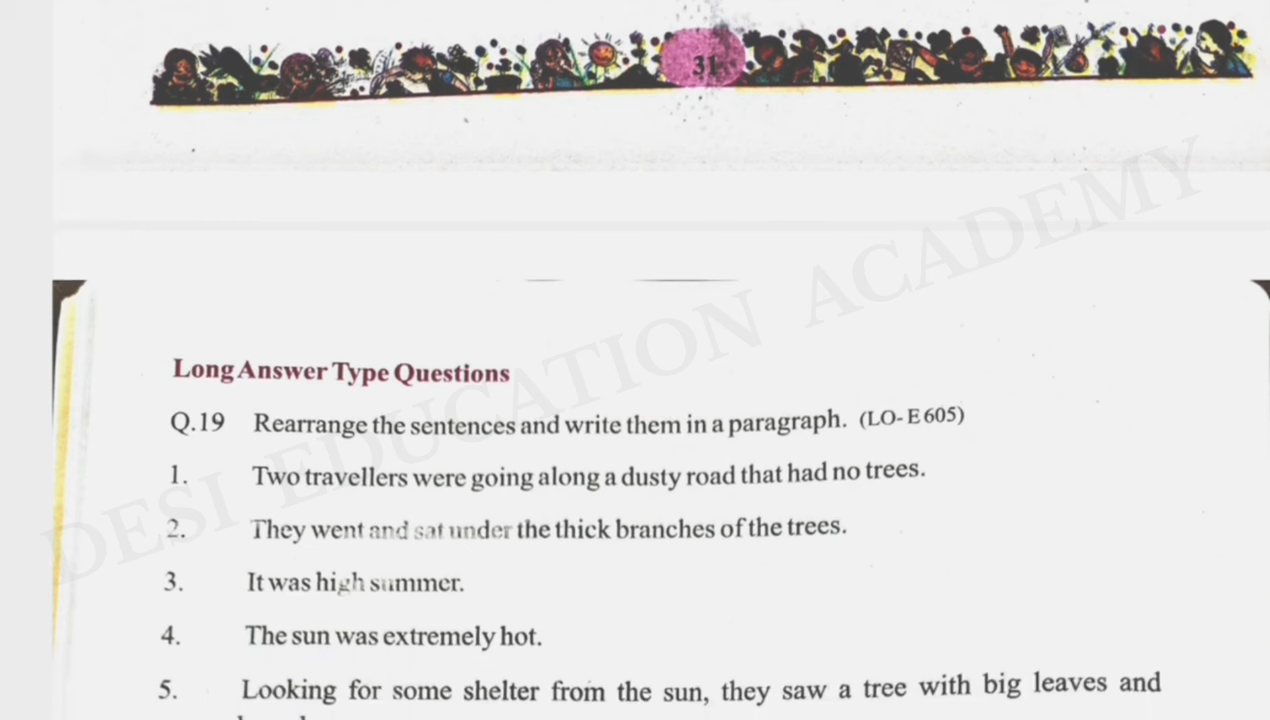 31
DESI EDUCATION ACADEMY
Long Answer Type Questions
Q.19 Rearrange the sentences and write them in a paragraph. (LO-E605)
1. Two travellers were going along a dusty road that had no trees.
2. They went and sat under the thick branches of the trees.
3. It was high summer.
4. The sun was extremely hot.
5. Looking for some shelter from the sun, they saw a tree with big leaves and